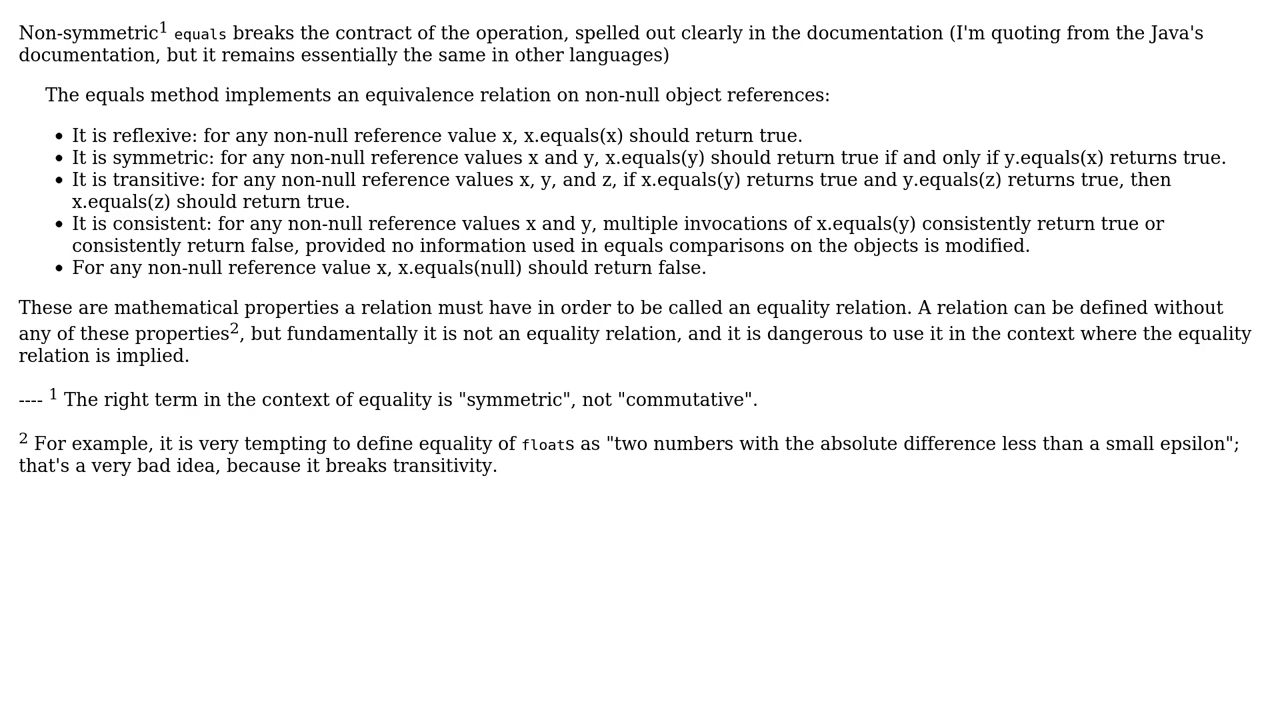 Non-symmetric1 equals breaks the contract of the operation, spelled out clearly in the documentation (I'm quoting from the Java's
documentation, but it remains essentially the same in other languages)
The equals method implements an equivalence relation on non-null object references:
• It is reflexive: for any non-null reference value x, x.equals(x) should return true.
• It is symmetric: for any non-null reference values x and y, x.equals(y) should return true if and only if y.equals(x) returns true.
• It is transitive: for any non-null reference values x, y, and z, if x.equals(y) returns true and y.equals(z) returns true, then
x.equals(z) should return true.
• It is consistent: for any non-null reference values x and y, multiple invocations of x.equals(y) consistently return true or
consistently return false, provided no information used in equals comparisons on the objects is modified.
• For any non-null reference value x, x.equals(null) should return false.
These are mathematical properties a relation must have in order to be called an equality relation. A relation can be defined without
any of these properties2, but fundamentally it is not an equality relation, and it is dangerous to use it in the context where the equality
relation is implied.
---- 1 The right term in the context of equality is "symmetric", not "commutative".
2 For example, it is very tempting to define equality of floats as "two numbers with the absolute difference less than a small epsilon";
that's a very bad idea, because it breaks transitivity.